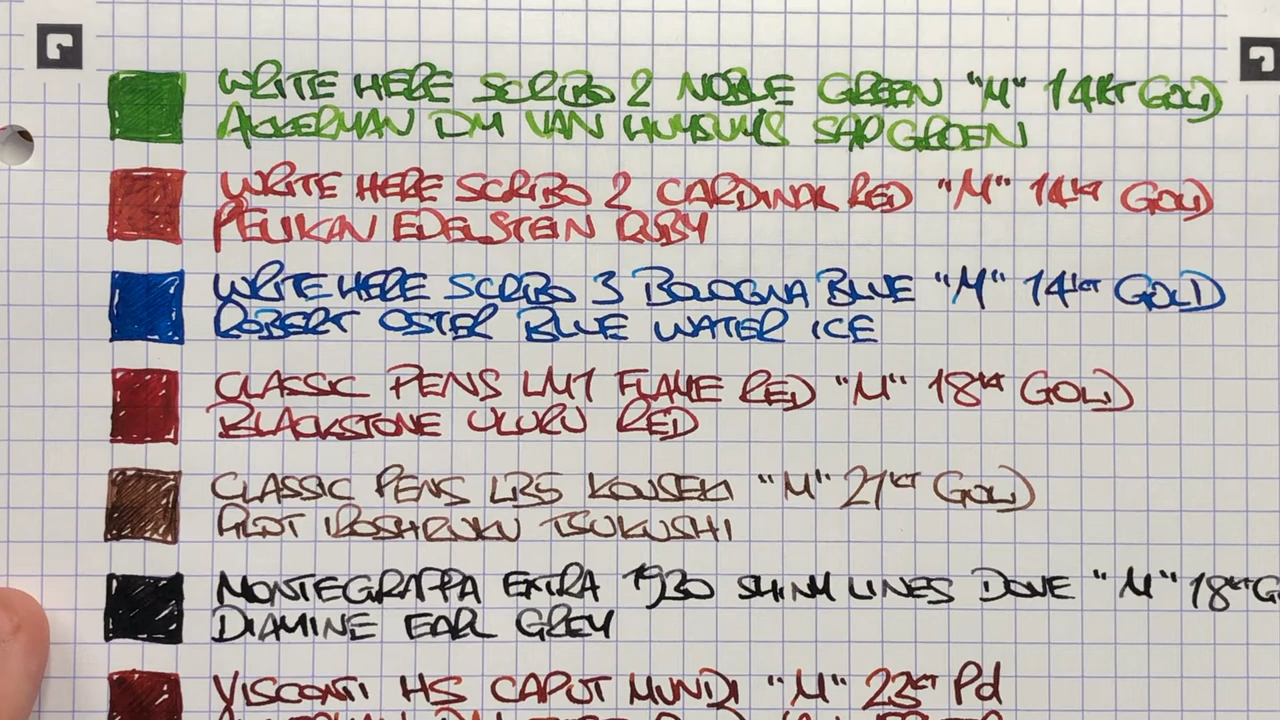 WRITE HERE SCRIBO 2 NOBLE GREEN "M" 14KT GOLD
ACKERMAN DM VAN HUMSUMS SAP GROEN
WRITE HERE SCRIBO 2 CARDINAL RED "M" 14KT GOLD
PELIKAN EDELSTEIN RUBY
WRITE HERE SCRIBO 3 BOLOGNA BLUE "M" 14KT GOLD
ROBERT OSTER BLUE WATER ICE
CLASSIC PENS LM1 FLAME RED "M" 18KT GOLD
BLACKSTONE ULURU RED
CLASSIC PENS LB5 KOUSEKI "M" 21KT GOLD
PILOT IROSHIZUKU TSUKUSHI
MONTEGRAPPA EXTRA 1930 SHINY LINES DOVE "M" 18KT G
DIAMINE EARL GREY
VISCONTI HS CAPUT MUNDI "M" 23KT Pd